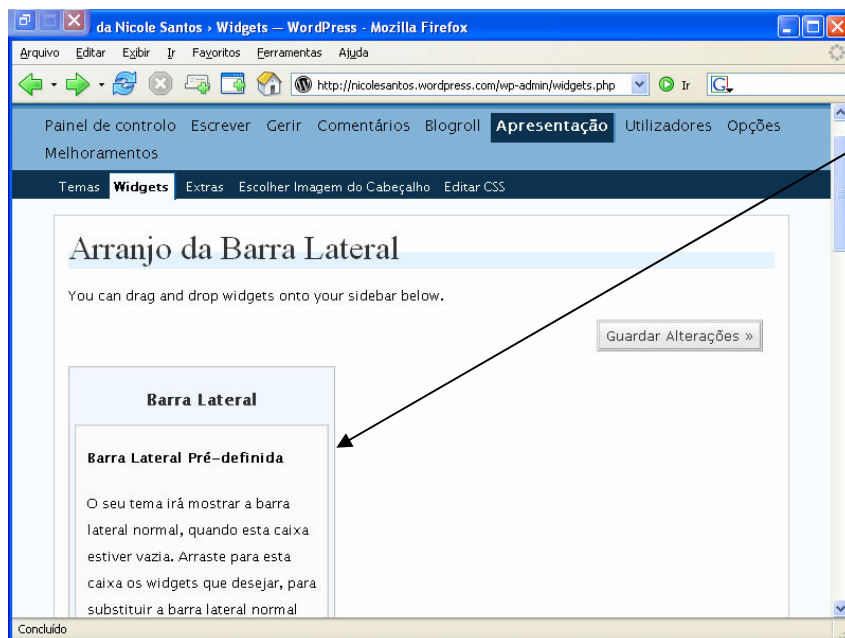 da Nicole Santos › Widgets — WordPress - Mozilla Firefox
Arquivo Editar Exibir Ir Favoritos Ferramentas Ajuda
http://nicolesantos.wordpress.com/wp-admin/widgets.php Ir G
Painel de controlo Escrever Gerir Comentários Blogroll Apresentação Utilizadores Opções
Melhoramentos
Temas Widgets Extras Escolher Imagem do Cabeçalho Editar CSS
Arranjo da Barra Lateral
You can drag and drop widgets onto your sidebar below.
Guardar Alterações »
Barra Lateral
Barra Lateral Pré-definida
O seu tema irá mostrar a barra
lateral normal, quando esta caixa
estiver vazia. Arraste para esta
caixa os widgets que desejar, para
substituir a barra lateral normal
Concluído